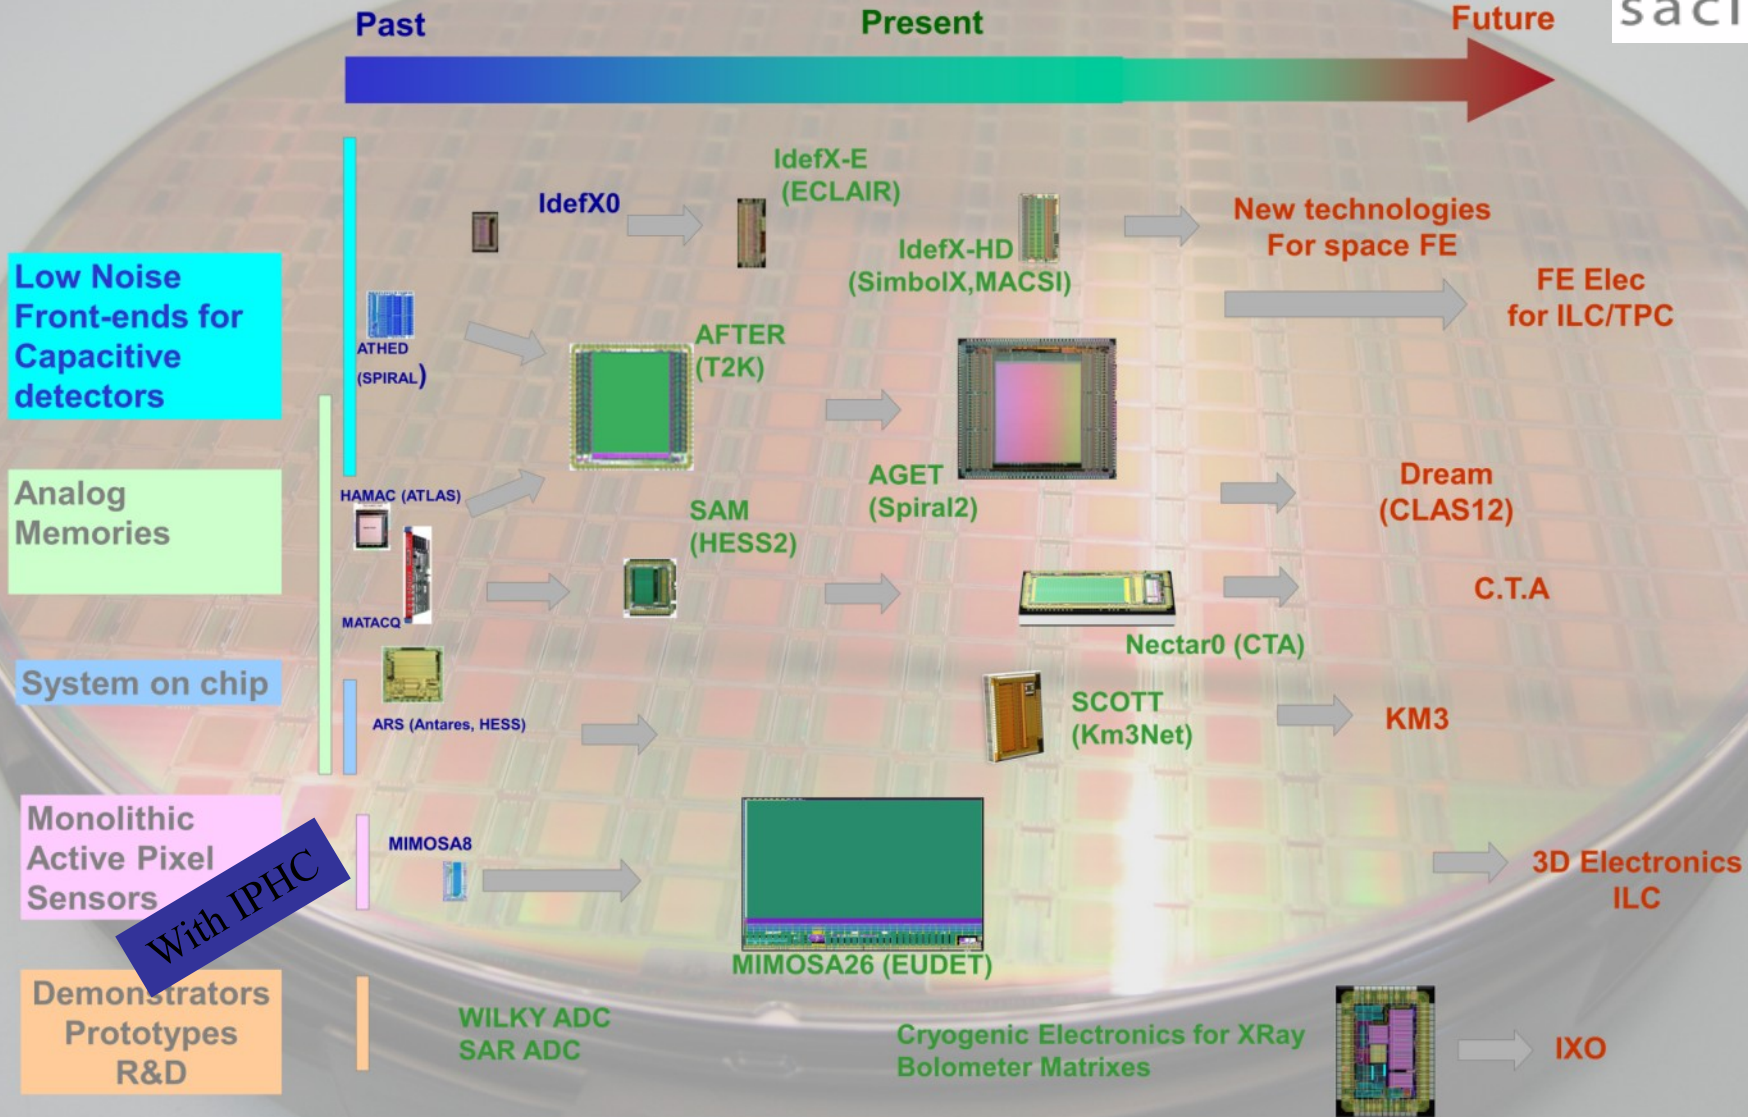 Past
Present
Future
IdefX-E
(ECLAIR)
IdefX0
IdefX-HD
(SimbolX,MACSI)
New technologies
For space FE
Low Noise
Front-ends for
Capacitive
detectors
FE Elec
for ILC/TPC
ATHED
(SPIRAL)
AFTER
(T2K)
AGET
(Spiral2)
Dream
(CLAS12)
Analog
Memories
HAMAC (ATLAS)
SAM
(HESS2)
MATACQ
C.T.A
Nectar0 (CTA)
System on chip
ARS (Antares, HESS)
SCOTT
(Km3Net)
KM3
Monolithic
Active Pixel
Sensors
With IPHC
MIMOSA8
MIMOSA26 (EUDET)
3D Electronics
ILC
Demonstrators
Prototypes
R&D
WILKY ADC
SAR ADC
Cryogenic Electronics for XRay
Bolometer Matrixes
IXO